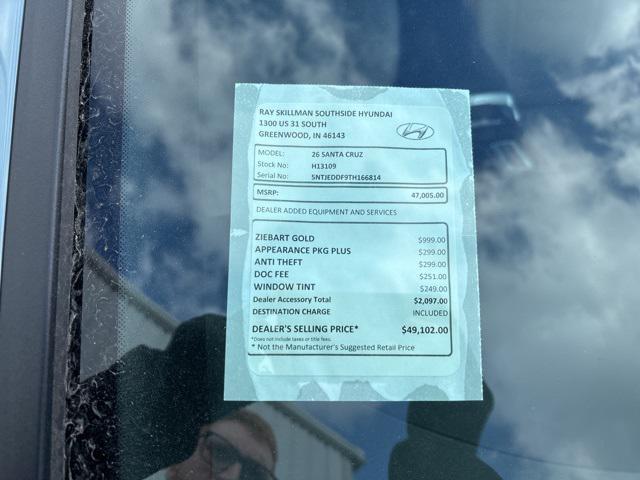 RAY SKILLMAN SOUTHSIDE HYUNDAI
1300 US 31 SOUTH
GREENWOOD, IN 46143
MODEL: 26 SANTA CRUZ
Stock No: H13109
Serial No: 5NTJEDDF9TH166814
MSRP: 47,005.00
DEALER ADDED EQUIPMENT AND SERVICES
ZIEBART GOLD $999.00
APPEARANCE PKG PLUS $299.00
ANTI THEFT $299.00
DOC FEE $251.00
WINDOW TINT $249.00
Dealer Accessory Total $2,097.00
DESTINATION CHARGE INCLUDED
DEALER'S SELLING PRICE* $49,102.00
*Does not include taxes or title fees.
* Not the Manufacturer's Suggested Retail Price